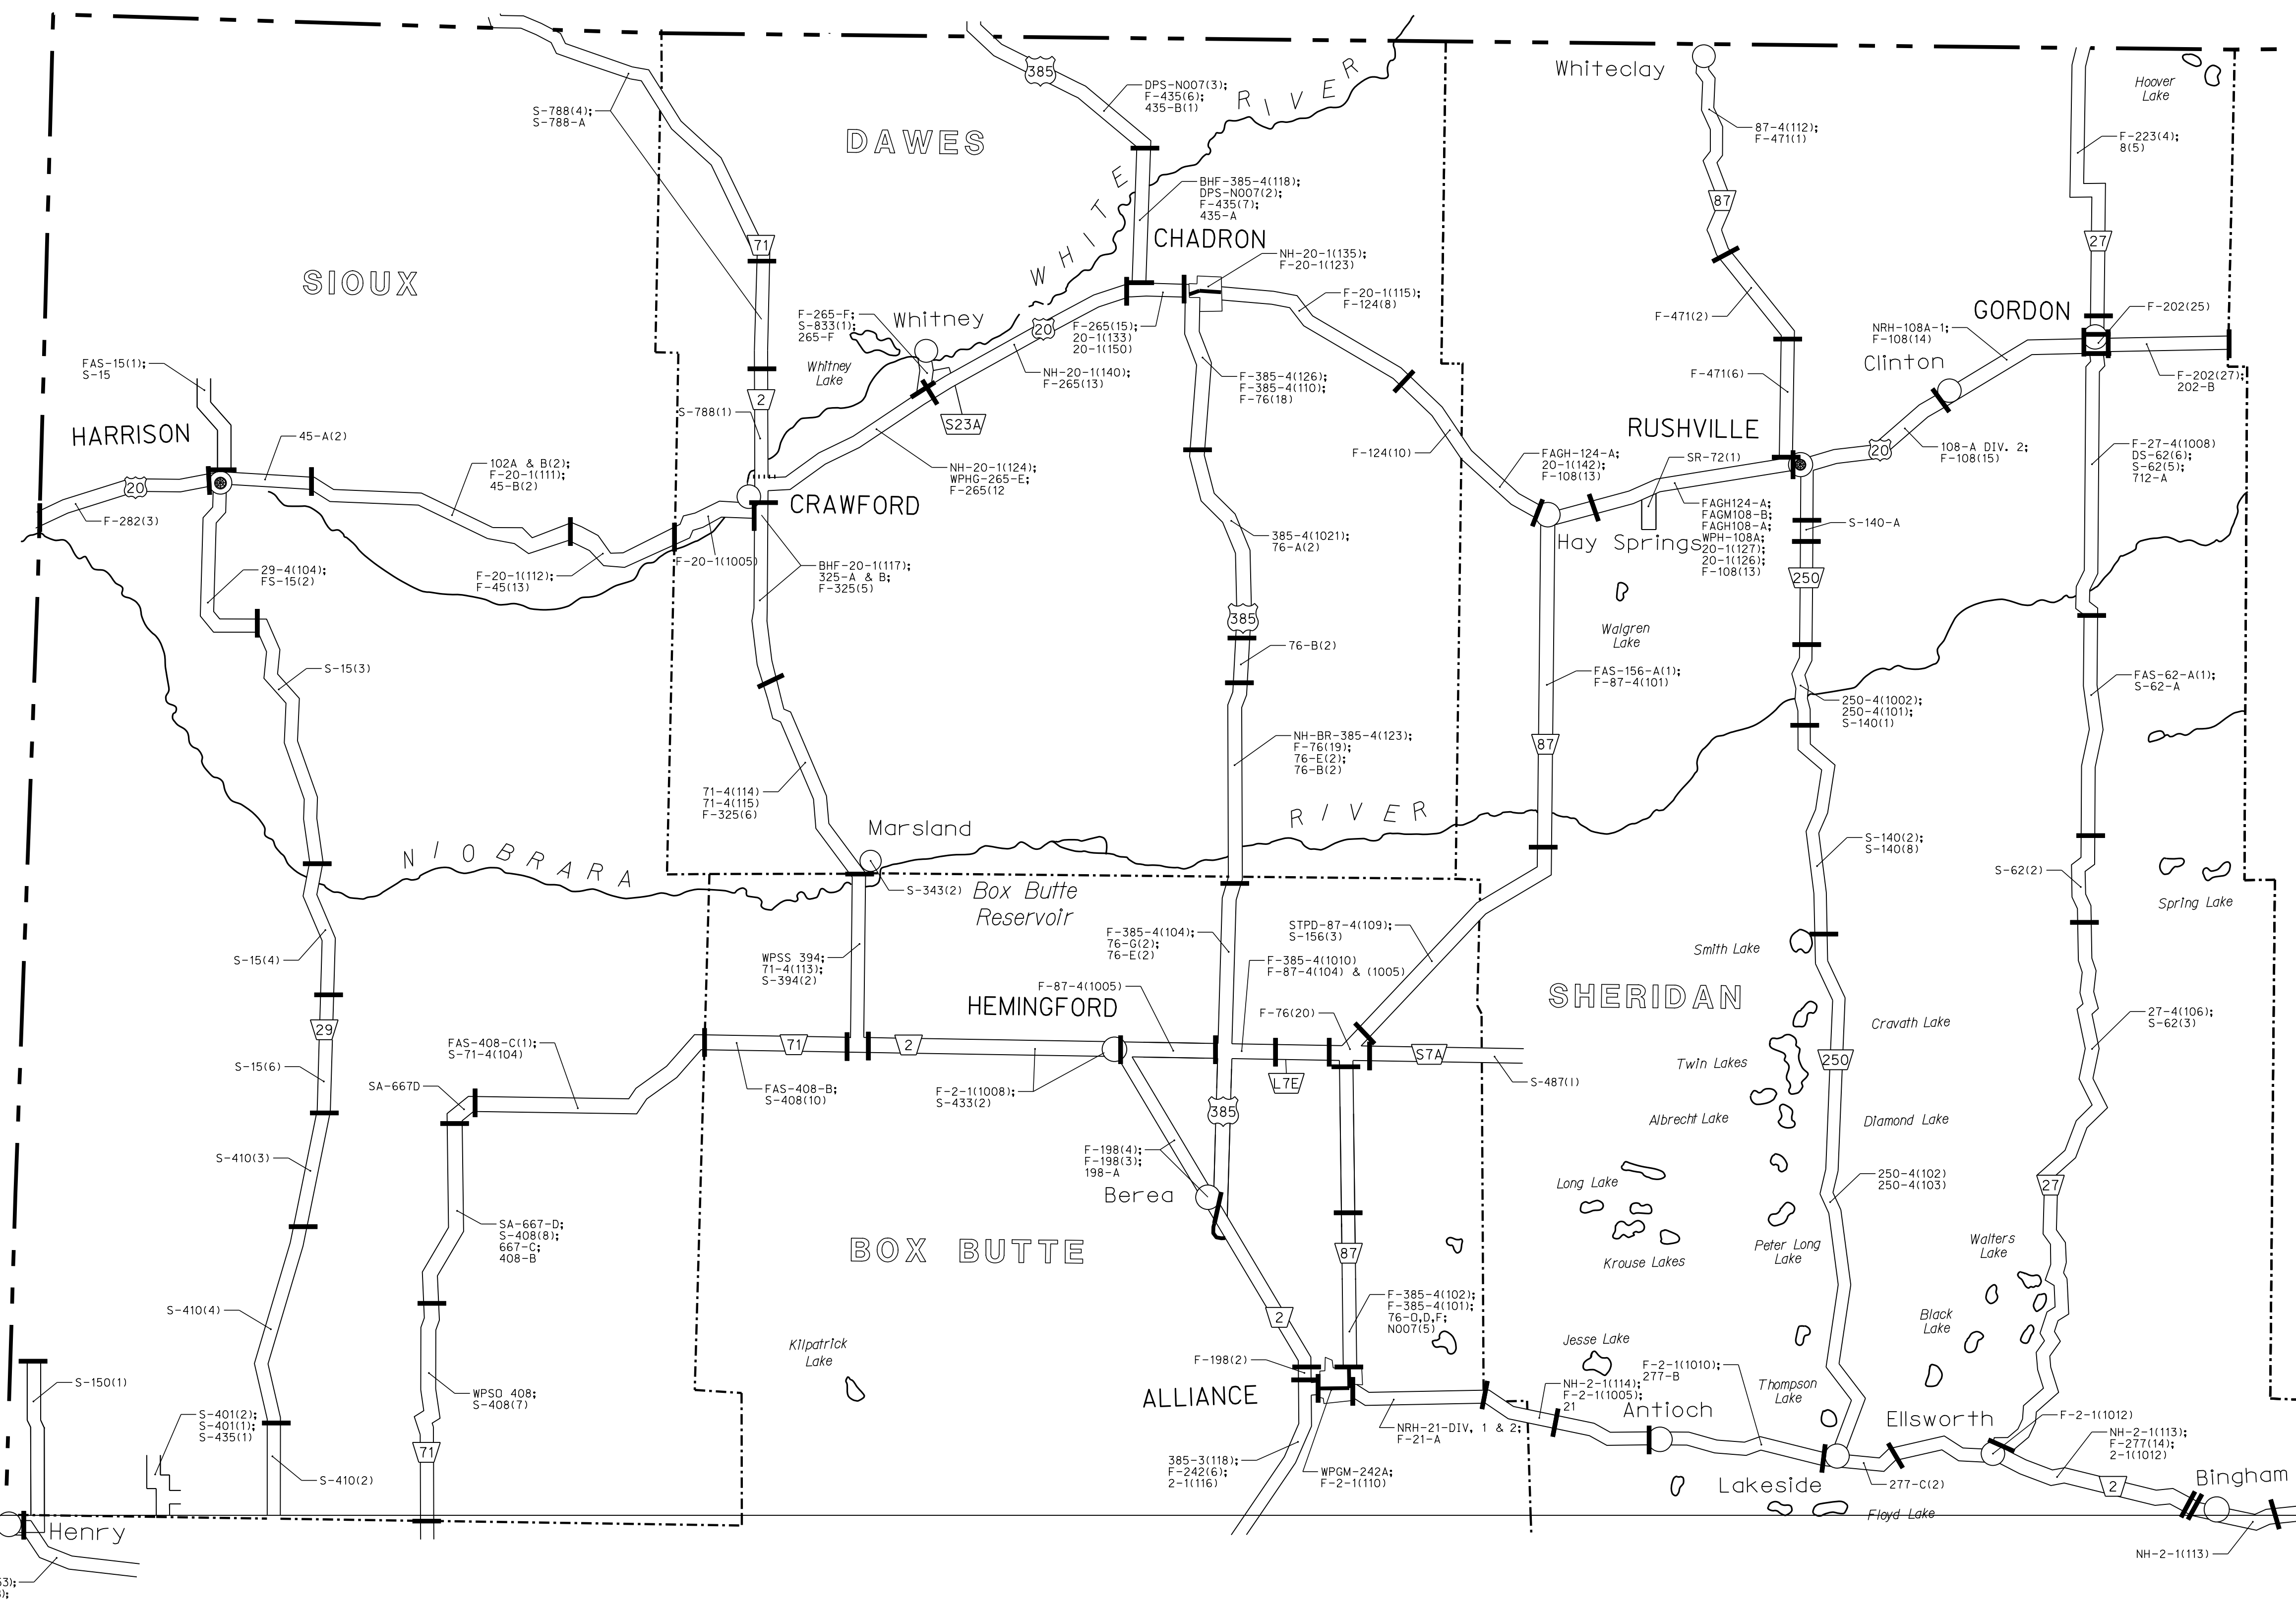 385
Whiteclay
Hoover
Lake
S-788(4);
S-788-A
DPS-N007(3);
F-435(6);
435-B(1)
RIVER
DAWES
87-4(112);
F-471(1)
F-223(4);
8(5)
BHF-385-4(118);
DPS-N007(2);
F-435(7);
435-A
WHITE
87
71
CHADRON
27
SIOUX
NH-20-1(135);
F-20-1(123)
F-20-1(115);
F-124(8)
F-265-F;
S-833(1);
265-F
Whitney
20
F-265(15);
20-1(133)
20-1(150)
F-471(2)
GORDON
F-202(25)
NRH-108A-1;
F-108(14)
Clinton
FAS-15(1);
S-15
Whitney
Lake
NH-20-1(140);
F-265(13)
F-385-4(126);
F-385-4(110);
F-76(18)
F-471(6)
F-202(27);
202-B
2
S-788(1)
S23A
HARRISON
45-A(2)
RUSHVILLE
F-124(10)
FAGH-124-A;
20-1(142);
F-108(13)
SR-72(1)
20
108-A DIV. 2;
F-108(15)
F-27-4(1008)
DS-62(6);
S-62(5);
712-A
102A & B(2);
F-20-1(111);
45-B(2)
NH-20-1(124);
WPHG-265-E;
F-265(12
20
F-282(3)
CRAWFORD
FAGH124-A;
FAGM108-B;
FAGH108-A;
WPH-108A;
20-1(127);
20-1(126);
F-108(13)
S-140-A
Hay Springs
385-4(1021);
76-A(2)
F-20-1(1005)
29-4(104);
FS-15(2)
F-20-1(112);
F-45(13)
BHF-20-1(117);
325-A & B;
F-325(5)
250
385
Walgren
Lake
76-B(2)
S-15(3)
FAS-156-A(1);
F-87-4(101)
FAS-62-A(1);
S-62-A
250-4(1002);
250-4(101);
S-140(1)
NH-BR-385-4(123);
F-76(19);
76-E(2);
76-B(2)
87
71-4(114)
71-4(115)
F-325(6)
Marsland
NIOBRARA
RIVER
S-140(2);
S-140(8)
S-62(2)
S-343(2)
Box Butte
Reservoir
Spring Lake
S-15(4)
WPSS 394;
71-4(113);
S-394(2)
F-385-4(104);
76-G(2);
76-E(2)
STPD-87-4(109);
S-156(3)
F-385-4(1010)
F-87-4(104) & (1005)
Smith Lake
F-87-4(1005)
HEMINGFORD
SHERIDAN
F-76(20)
27-4(106);
S-62(3)
Cravath Lake
29
FAS-408-C(1);
S-71-4(104)
71
2
S7A
250
Twin Lakes
S-15(6)
SA-667D
FAS-408-B;
S-408(10)
F-2-1(1008);
S-433(2)
L7E
S-487(1)
385
Albrecht Lake
Diamond Lake
S-410(3)
F-198(4);
F-198(3);
198-A
Berea
Long Lake
250-4(102)
250-4(103)
27
SA-667-D;
S-408(8);
667-C;
408-B
BOX BUTTE
87
Krouse Lakes
Peter Long
Lake
Walters
Lake
S-410(4)
2
F-385-4(102);
F-385-4(101);
76-O,D,F;
N007(5)
Black
Lake
Kilpatrick
Lake
Jesse Lake
F-198(2)
F-2-1(1010);
277-B
S-150(1)
WPSO 408;
S-408(7)
ALLIANCE
NH-2-1(114);
F-2-1(1005);
21
Thompson
Lake
Antioch
Ellsworth
F-2-1(1012)
S-401(2);
S-401(1);
S-435(1)
NRH-21-DIV, 1 & 2;
F-21-A
NH-2-1(113);
F-277(14);
2-1(1012)
71
385-3(118);
F-242(6);
2-1(116)
WPGM-242A;
F-2-1(110)
S-410(2)
Lakeside
277-C(2)
2
Bingham
Floyd Lake
Henry
NH-2-1(113)